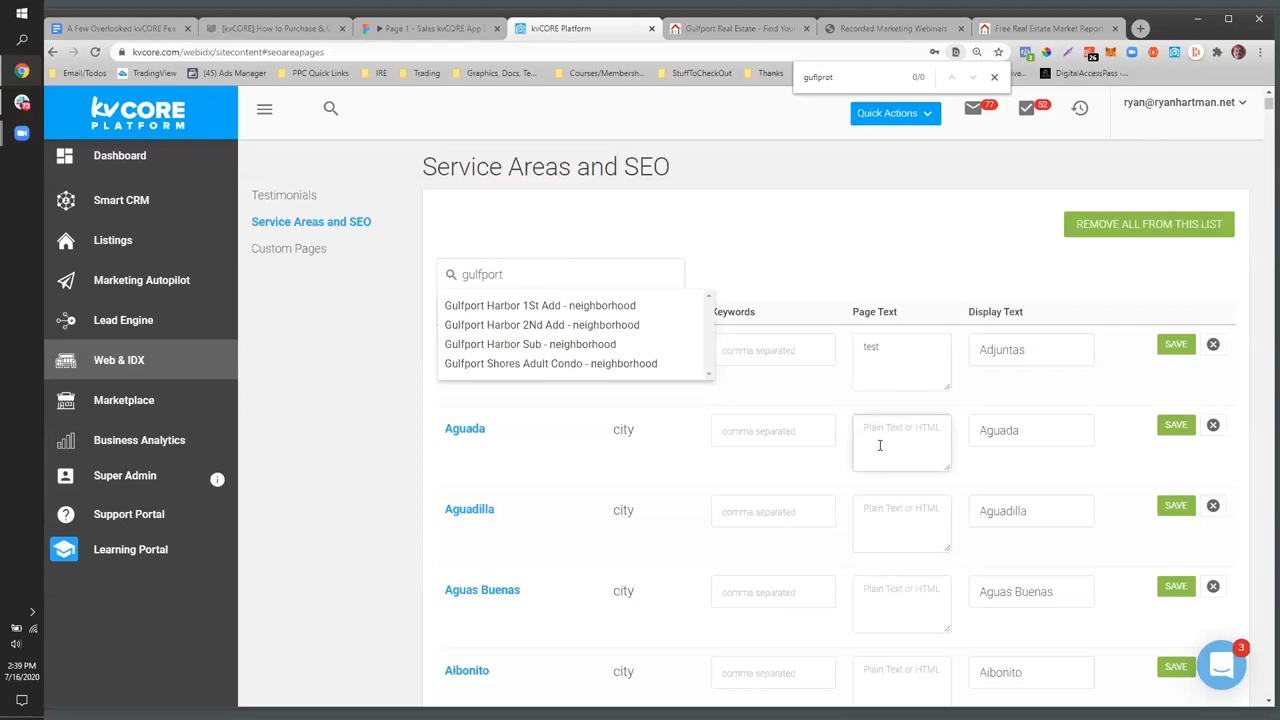 A Few Overlooked kvCORE Fea
[kvCORE] How to Purchase & U
Page 1 - Sales kvCORE App D
kvCORE Platform
Gulfport Real Estate - Find You
Recorded Marketing Webinars
Free Real Estate Market Report
kvcore.com/webidx/sitecontent#seoareapages
Email/Todos
TradingView
(45) Ads Manager
PPC Quick Links
IRE
Trading
Graphics, Docs, Te...
Courses/Membersh...
StuffToCheckOut
Thanks
Individual Leads...
DigitalAccessPass -...
guflprot
0/0
kvCORE
PLATFORM
Quick Actions
77
52
ryan@ryanhartman.net
Dashboard
Smart CRM
Listings
Marketing Autopilot
Lead Engine
Web & IDX
Marketplace
Business Analytics
Super Admin
Support Portal
Learning Portal
Testimonials
Service Areas and SEO
Custom Pages
Service Areas and SEO
REMOVE ALL FROM THIS LIST
gulfport
Gulfport Harbor 1St Add - neighborhood
Gulfport Harbor 2Nd Add - neighborhood
Gulfport Harbor Sub - neighborhood
Gulfport Shores Adult Condo - neighborhood
Keywords
Page Text
Display Text
comma separated
test
Adjuntas
SAVE
Aguada
city
comma separated
Plain Text or HTML
Aguada
SAVE
Aguadilla
city
comma separated
Plain Text or HTML
Aguadilla
SAVE
Aguas Buenas
city
comma separated
Plain Text or HTML
Aguas Buenas
SAVE
Aibonito
city
comma separated
Plain Text or HTML
Aibonito
SAVE
3
2:39 PM
7/16/2020